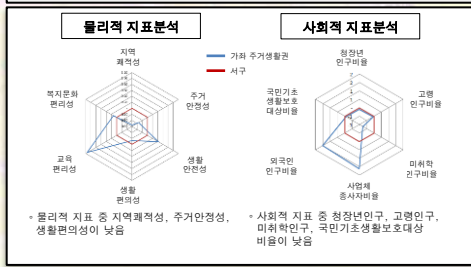 물리적 지표분석
사회적 지표분석
가좌 주거생활권
서구
지역
쾌적성
주거
안정성
생활
안전성
생활
편의성
교육
편리성
복지문화
편리성
청장년
인구비율
고령
인구비율
미취학
인구비율
사업체
종사자비율
외국인
인구비율
국민기초
생활보호
대상비율
◦ 물리적 지표 중 지역쾌적성, 주거안정성,
생활편의성이 낮음
◦ 사회적 지표 중 청장년인구, 고령인구,
미취학인구, 국민기초생활보호대상
비율이 낮음